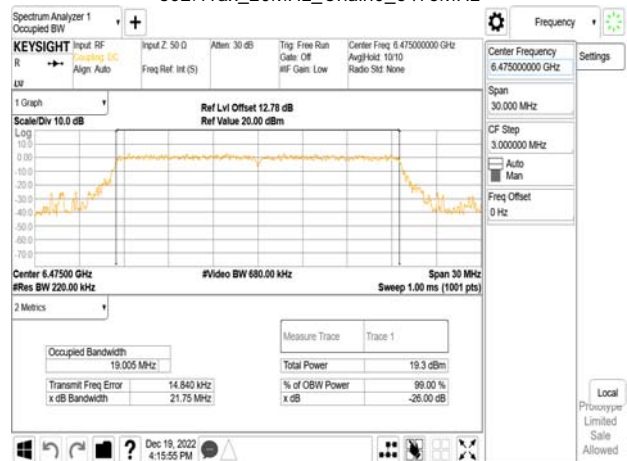 Spectrum Analyzer 1
Occupied BW
KEYSIGHT
R
Input: RF
Coupling: DC
Align: Auto
Input Z: 50 Ω
Freq Ref: Int (S)
Atten: 30 dB
Trig: Free Run
Gate: Off
#IF Gain: Low
Center Freq: 6.475000000 GHz
Avg|Hold: 10/10
Radio Std: None
1 Graph
Scale/Div 10.0 dB
Ref Lvl Offset 12.78 dB
Ref Value 20.00 dBm
Log
10.0
0.00
-10.0
-20.0
-30.0
-40.0
-50.0
-60.0
-70.0
Center 6.47500 GHz
#Res BW 220.00 kHz
#Video BW 680.00 kHz
Span 30 MHz
Sweep 1.00 ms (1001 pts)
2 Metrics
Measure Trace Trace 1
Occupied Bandwidth
19.005 MHz
Total Power 19.3 dBm
Transmit Freq Error 14.840 kHz
% of OBW Power 99.00 %
x dB Bandwidth 21.75 MHz
x dB -26.00 dB
Dec 19, 2022
4:15:55 PM
Frequency
Center Frequency
6.475000000 GHz
Settings
Span
30.000 MHz
CF Step
3.000000 MHz
Auto
Man
Freq Offset
0 Hz
Local
Prototype
Limited
Sale
Allowed